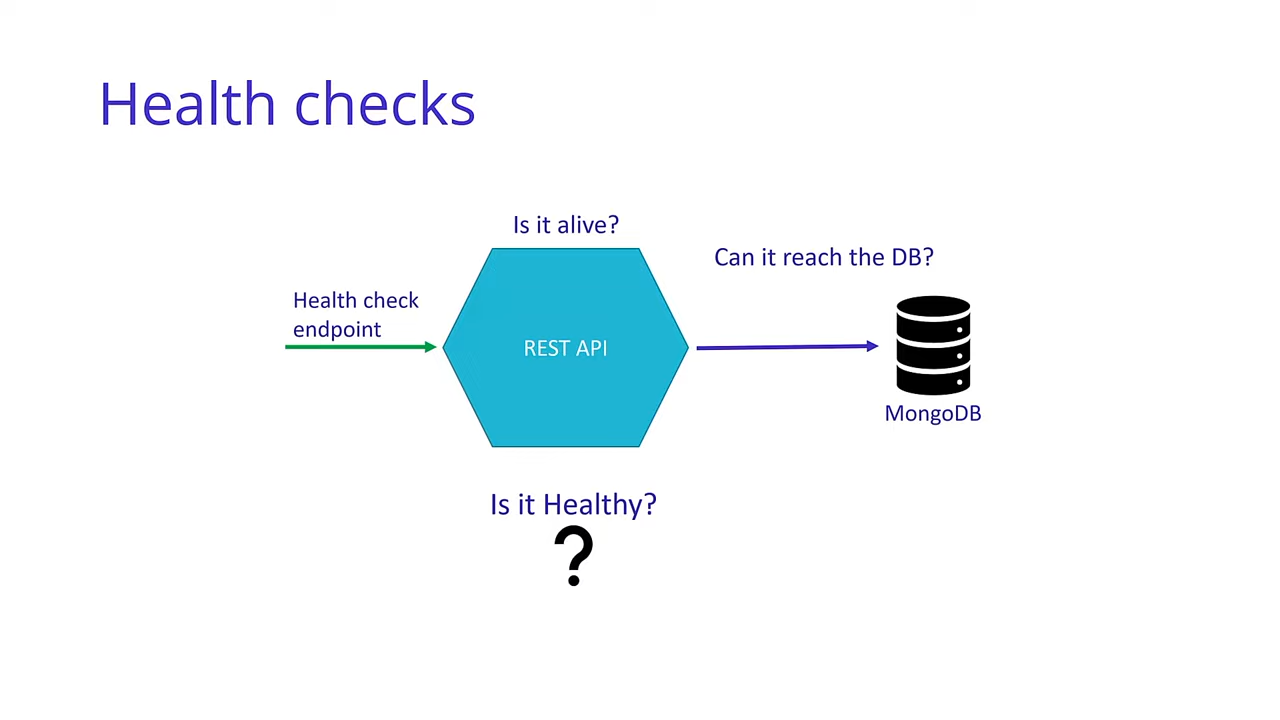 Health checks
Is it alive?
Can it reach the DB?
Health check
endpoint
REST API
MongoDB
Is it Healthy?
?